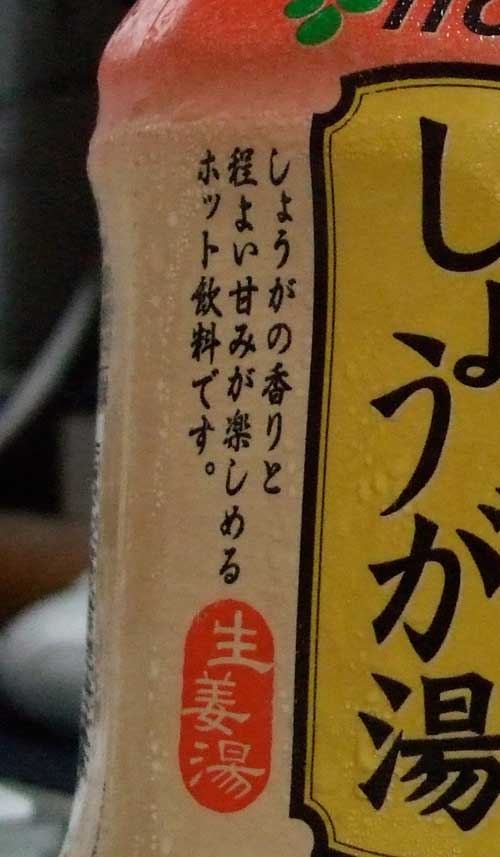 しょうが湯
しょうがの香りと
程よい甘みが楽しめる
ホット飲料です。
生姜湯